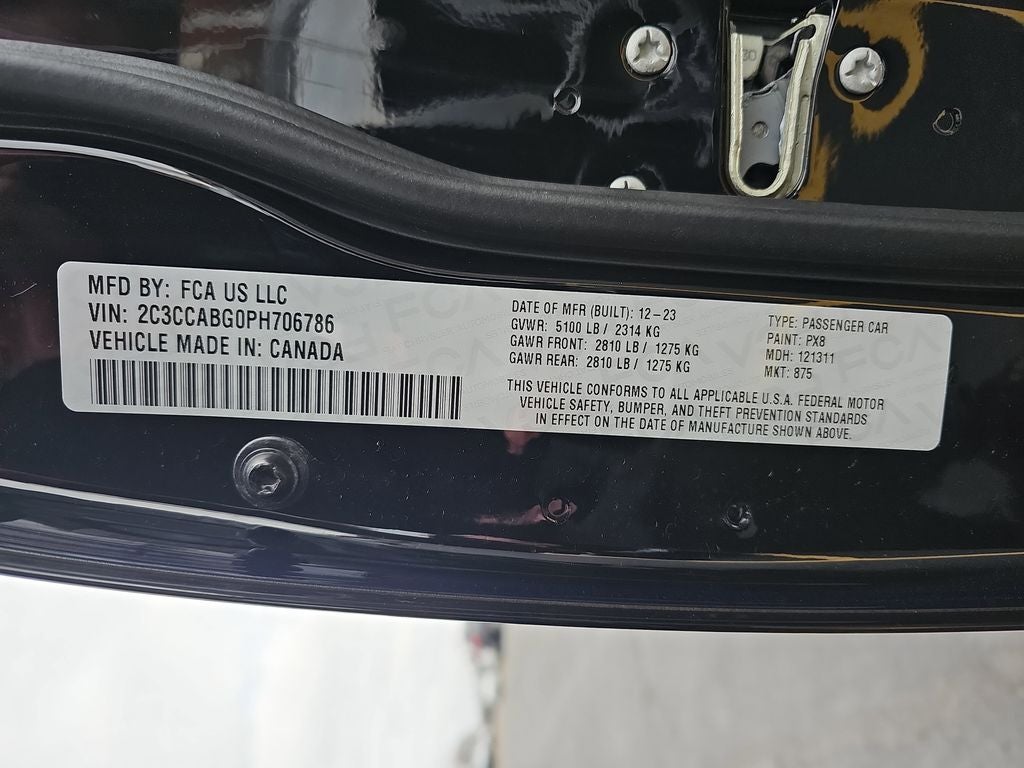 MFD BY: FCA US LLC
VIN: 2C3CCABG0PH706786
VEHICLE MADE IN: CANADA
DATE OF MFR (BUILT): 12-23
GVWR: 5100 LB / 2314 KG
GAWR FRONT: 2810 LB / 1275 KG
GAWR REAR: 2810 LB / 1275 KG
THIS VEHICLE CONFORMS TO ALL APPLICABLE U.S.A. FEDERAL MOTOR
VEHICLE SAFETY, BUMPER, AND THEFT PREVENTION STANDARDS
IN EFFECT ON THE DATE OF MANUFACTURE SHOWN ABOVE.
TYPE: PASSENGER CAR
PAINT: PX8
MDH: 121311
MKT: 875